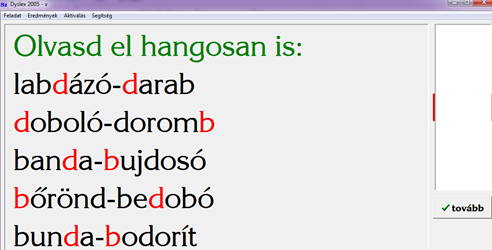 Dyslex 2005 - v
Feladat Eredmények Aktiválás Segítség
Olvasd el hangosan is:
labdázó-darab
doboló-doromb
banda-bujdosó
bőrönd-bedobó
bunda-bodorít
tovább